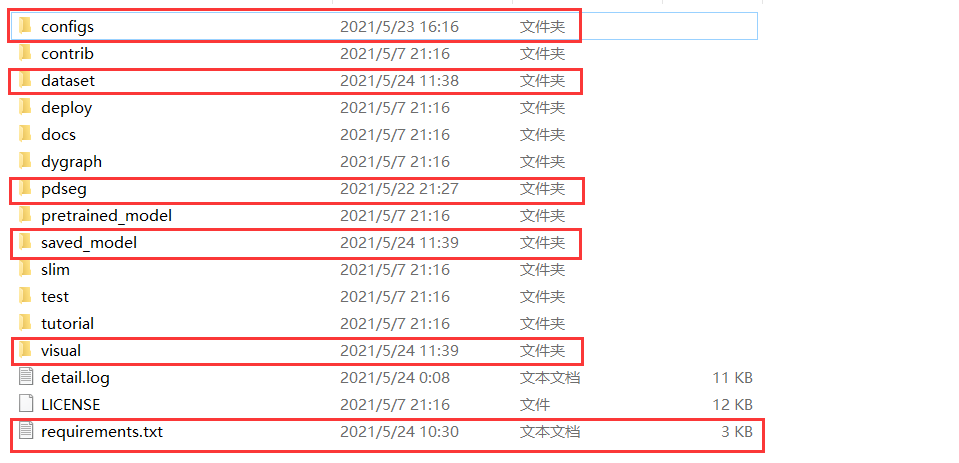 configs 2021/5/23 16:16 文件夹
contrib 2021/5/7 21:16 文件夹
dataset 2021/5/24 11:38 文件夹
deploy 2021/5/7 21:16 文件夹
docs 2021/5/7 21:16 文件夹
dygraph 2021/5/7 21:16 文件夹
pdseg 2021/5/22 21:27 文件夹
pretrained_model 2021/5/7 21:16 文件夹
saved_model 2021/5/24 11:39 文件夹
slim 2021/5/7 21:16 文件夹
test 2021/5/7 21:16 文件夹
tutorial 2021/5/7 21:16 文件夹
visual 2021/5/24 11:39 文件夹
detail.log 2021/5/24 0:08 文本文档 11 KB
LICENSE 2021/5/7 21:16 文件 12 KB
requirements.txt 2021/5/24 10:30 文本文档 3 KB